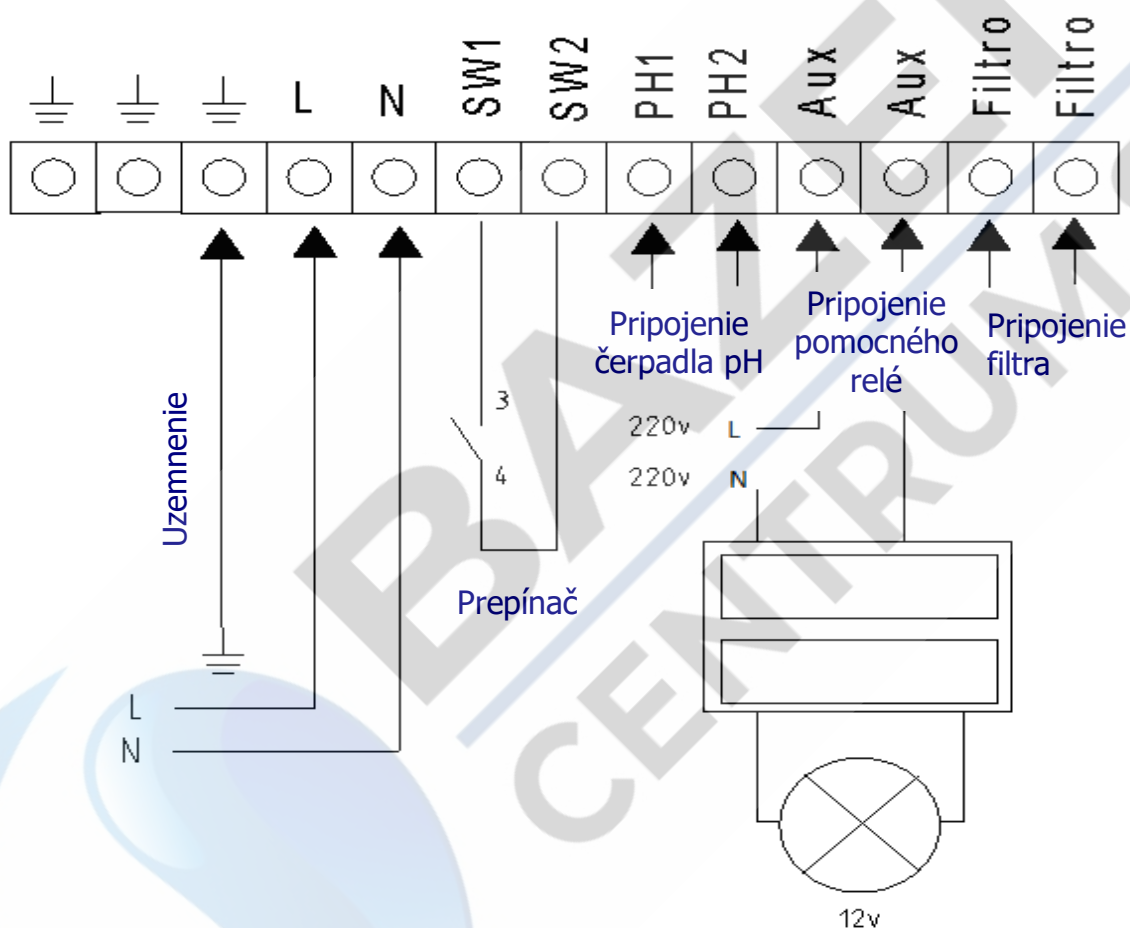 L N SW1 SW2 PH1 PH2 Aux Aux Filtro Filtro
Pripojenie
čerpadla pH
Pripojenie
pomocného
relé
Pripojenie
filtra
Uzemnenie
3
4
220v L
220v N
Prepínač
L
N
12v
BAZÉN
CENTRUM